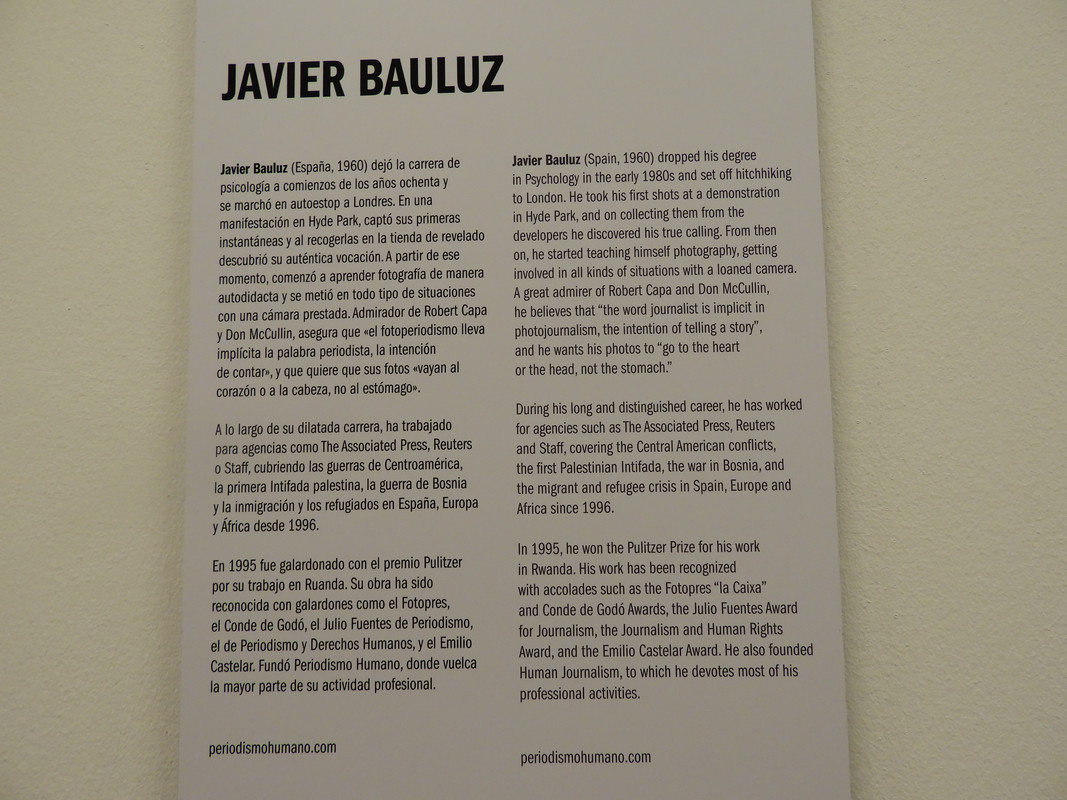 JAVIER BAULUZ
Javier Bauluz (España, 1960) dejó la carrera de
psicología a comienzos de los años ochenta y
se marchó en autoestop a Londres. En una
manifestación en Hyde Park, captó sus primeras
instantáneas y al recogerlas en la tienda de revelado
descubrió su auténtica vocación. A partir de ese
momento, comenzó a aprender fotografía de manera
autodidacta y se metió en todo tipo de situaciones
con una cámara prestada. Admirador de Robert Capa
y Don McCullin, asegura que «el fotoperiodismo lleva
implícita la palabra periodista, la intención
de contar», y que quiere que sus fotos «vayan al
corazón o a la cabeza, no al estómago».
A lo largo de su dilatada carrera, ha trabajado
para agencias como The Associated Press, Reuters
o Staff, cubriendo las guerras de Centroamérica,
la primera Intifada palestina, la guerra de Bosnia
y la inmigración y los refugiados en España, Europa
y África desde 1996.
En 1995 fue galardonado con el premio Pulitzer
por su trabajo en Ruanda. Su obra ha sido
reconocida con galardones como el Fotopres,
el Conde de Godó, el Julio Fuentes de Periodismo,
el de Periodismo y Derechos Humanos, y el Emilio
Castelar. Fundó Periodismo Humano, donde vuelca
la mayor parte de su actividad profesional.
periodismohumano.com
Javier Bauluz (Spain, 1960) dropped his degree
in Psychology in the early 1980s and set off hitchhiking
to London. He took his first shots at a demonstration
in Hyde Park, and on collecting them from the
developers he discovered his true calling. From then
on, he started teaching himself photography, getting
involved in all kinds of situations with a loaned camera.
A great admirer of Robert Capa and Don McCullin,
he believes that “the word journalist is implicit in
photojournalism, the intention of telling a story”,
and he wants his photos to “go to the heart
or the head, not the stomach.”
During his long and distinguished career, he has worked
for agencies such as The Associated Press, Reuters
and Staff, covering the Central American conflicts,
the first Palestinian Intifada, the war in Bosnia, and
the migrant and refugee crisis in Spain, Europe and
Africa since 1996.
In 1995, he won the Pulitzer Prize for his work
in Rwanda. His work has been recognized
with accolades such as the Fotopres “la Caixa”
and Conde de Godó Awards, the Julio Fuentes Award
for Journalism, the Journalism and Human Rights
Award, and the Emilio Castelar Award. He also founded
Human Journalism, to which he devotes most of his
professional activities.
periodismohumano.com